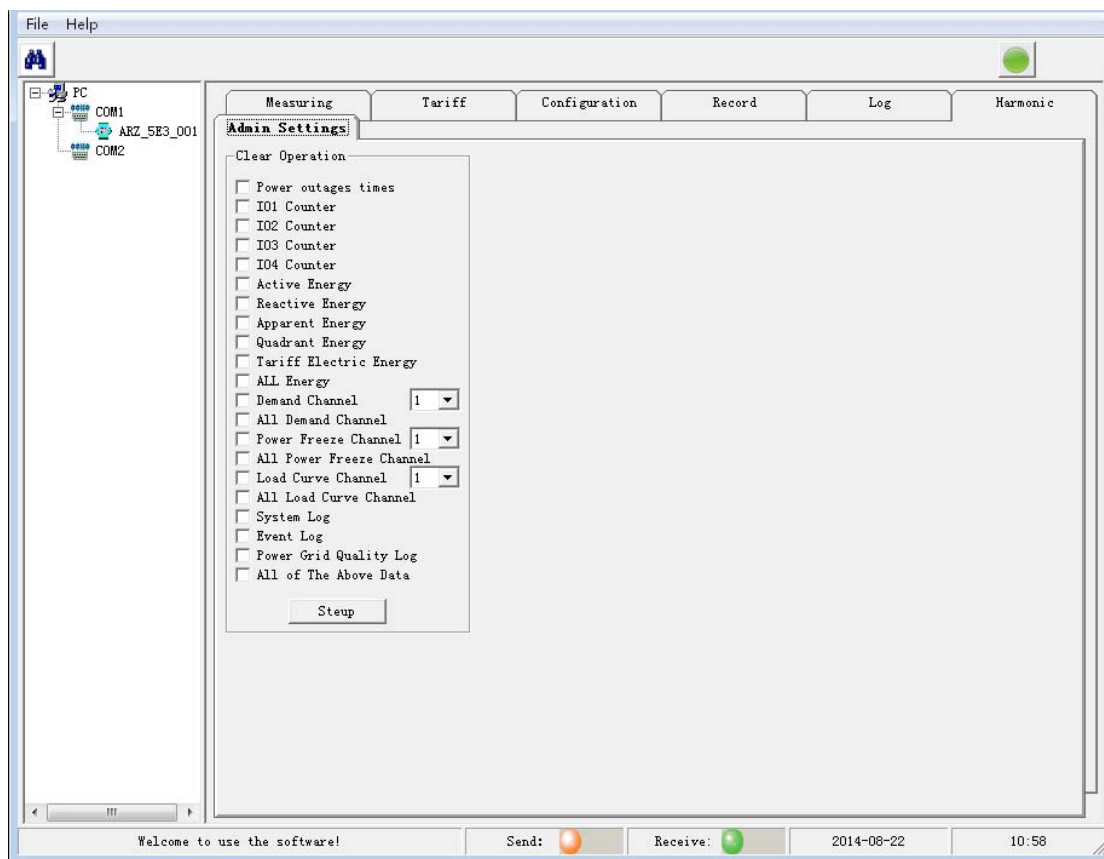 File Help
PC
COM1
ARZ_5E3_001
COM2
Measuring Tariff Configuration Record Log Harmonic
Admin Settings
Clear Operation
Power outages times
IO1 Counter
IO2 Counter
IO3 Counter
IO4 Counter
Active Energy
Reactive Energy
Apparent Energy
Quadrant Energy
Tariff Electric Energy
ALL Energy
Demand Channel 1
All Demand Channel
Power Freeze Channel 1
All Power Freeze Channel
Load Curve Channel 1
All Load Curve Channel
System Log
Event Log
Power Grid Quality Log
All of The Above Data
Steup
Welcome to use the software! Send: Receive: 2014-08-22 10:58